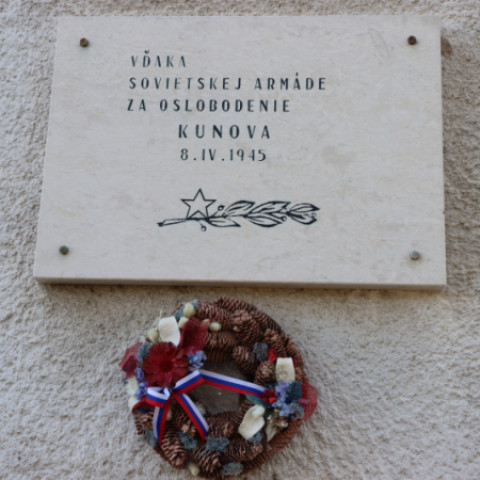 VĎAKA
SOVIETSKEJ ARMÁDE
ZA OSLOBODENIE
KUNOVA
8.IV.1945